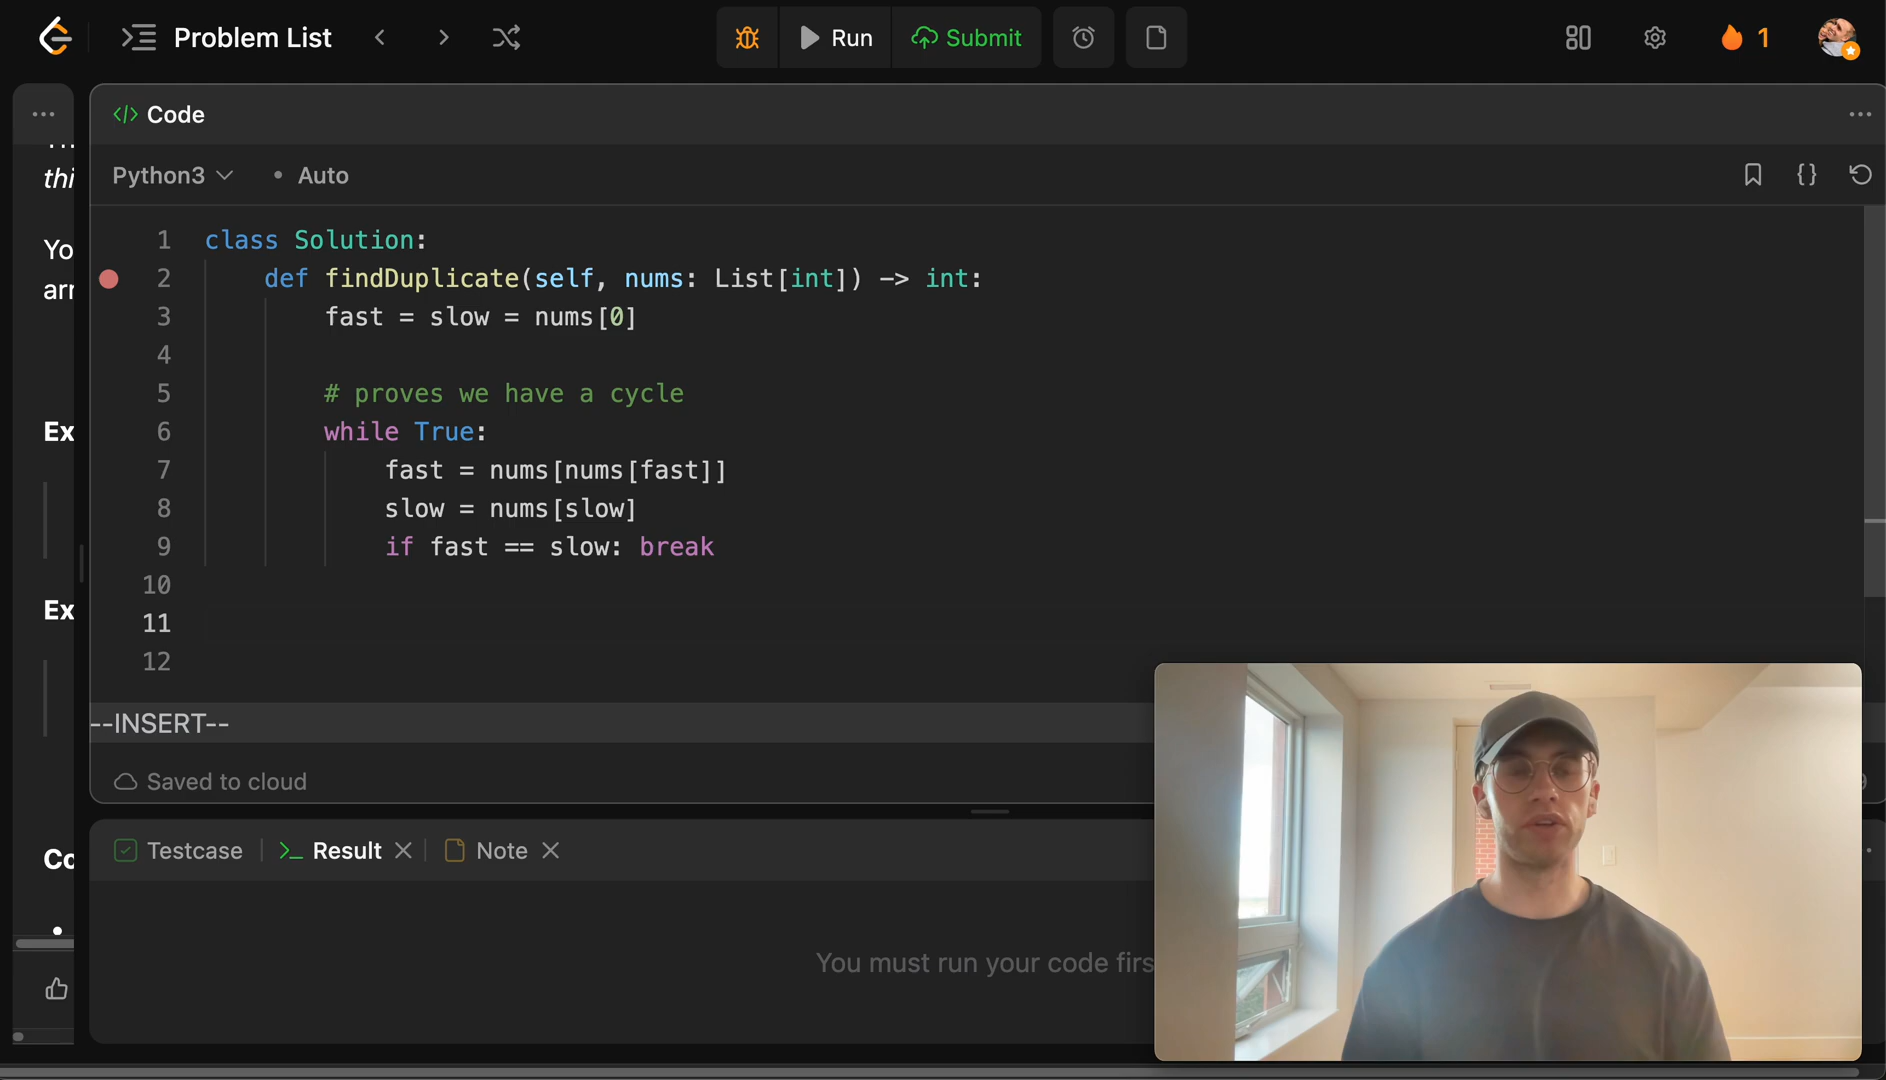 Problem List
Run
Submit
1
Code
Python3
Auto
thi
Yo
arr
Ex
Ex
Co
1 class Solution:
2 def findDuplicate(self, nums: List[int]) -> int:
3 fast = slow = nums[0]
4
5 # proves we have a cycle
6 while True:
7 fast = nums[nums[fast]]
8 slow = nums[slow]
9 if fast == slow: break
10
11
12
--INSERT--
Saved to cloud
Testcase
Result
Note
You must run your code firs